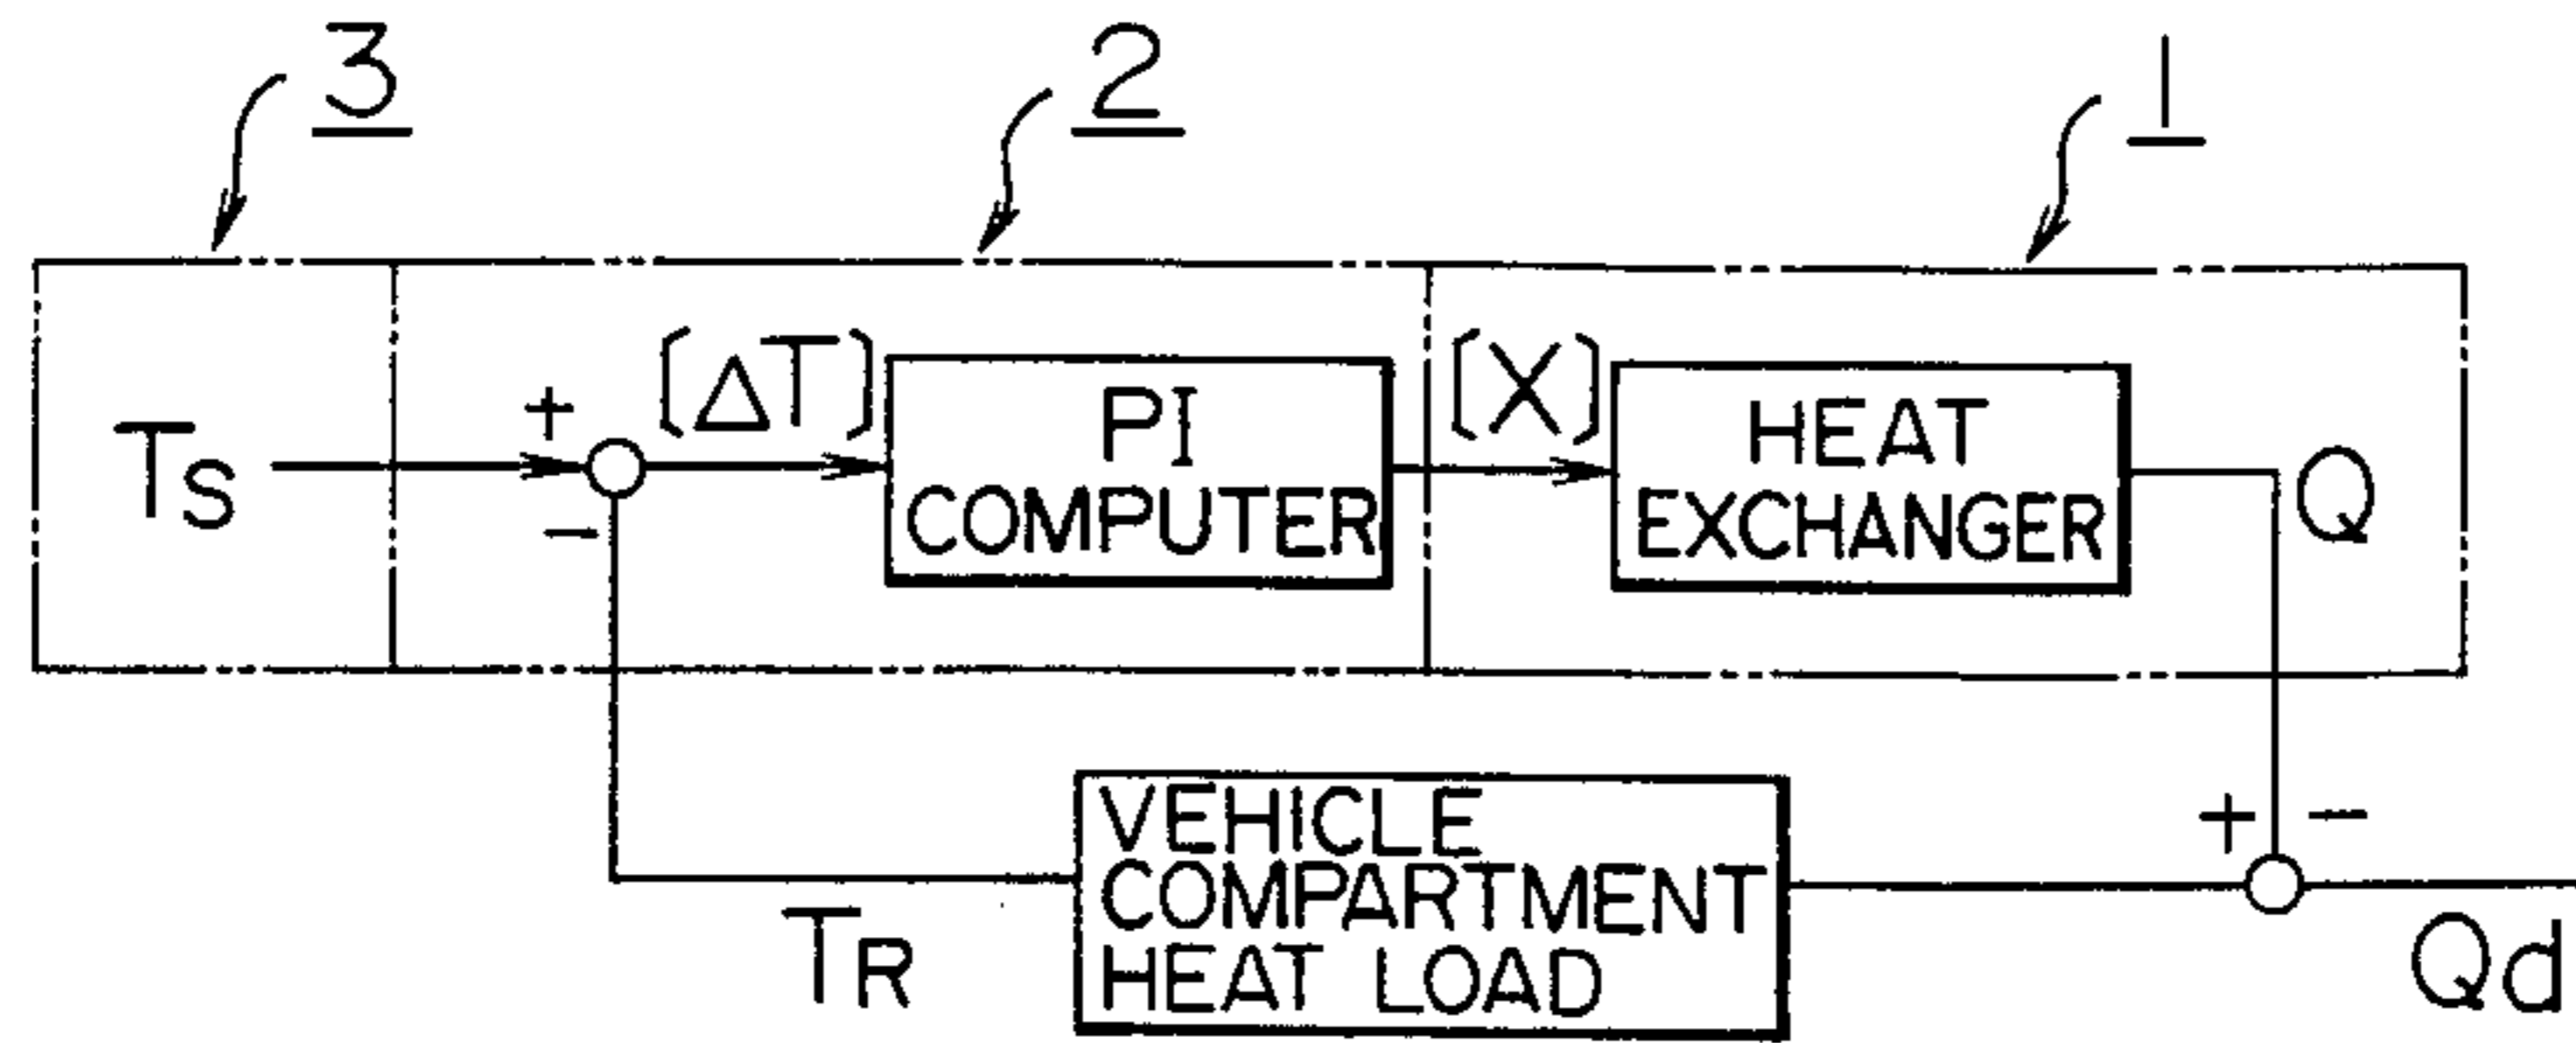 3
2
1
TS
+
−
[ΔT]
PI
COMPUTER
[X]
HEAT
EXCHANGER
Q
+ −
VEHICLE
COMPARTMENT
HEAT LOAD
TR
Qd